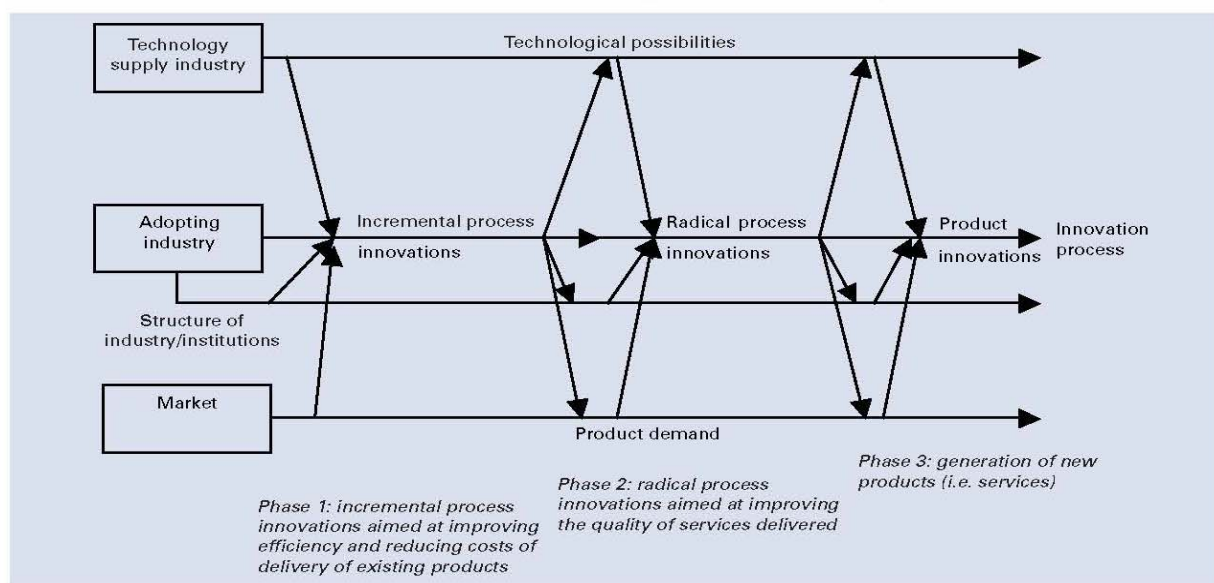 Technology
supply industry
Technological possibilities
Adopting
industry
Incremental process
innovations
Radical process
innovations
Product
innovations
Innovation
process
Structure of
industry/institutions
Market
Product demand
Phase 1: incremental process
innovations aimed at improving
efficiency and reducing costs of
delivery of existing products
Phase 2: radical process
innovations aimed at improving
the quality of services delivered
Phase 3: generation of new
products (i.e. services)